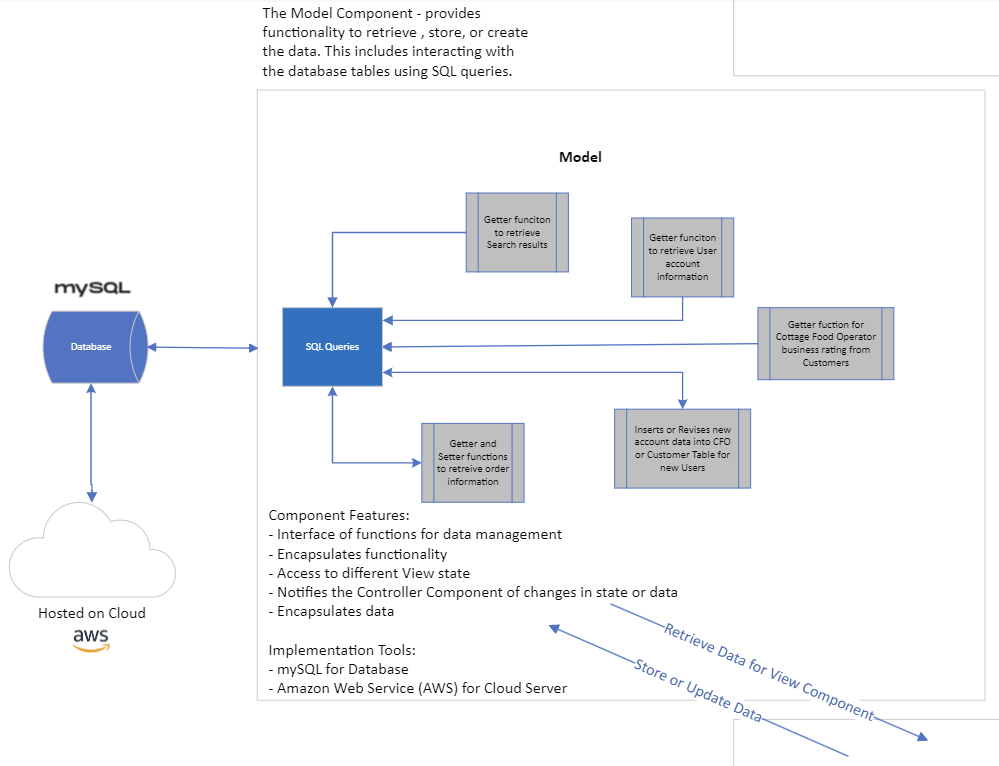 The Model Component - provides
functionality to retrieve , store, or create
the data. This includes interacting with
the database tables using SQL queries.
Model
Getter funciton
to retrieve
Search results
Getter funciton
to retrieve User
account
information
mySQL
Database
SQL Queries
Getter fuction for
Cottage Food Operator
business rating from
Customers
Getter and
Setter functions
to retreive order
information
Inserts or Revises new
account data into CFO
or Customer Table for
new Users
Component Features:
- Interface of functions for data management
- Encapsulates functionality
- Access to different View state
- Notifies the Controller Component of changes in state or data
- Encapsulates data
Hosted on Cloud
aws
Implementation Tools:
- mySQL for Database
- Amazon Web Service (AWS) for Cloud Server
Retrieve Data for View Component
Store or Update Data